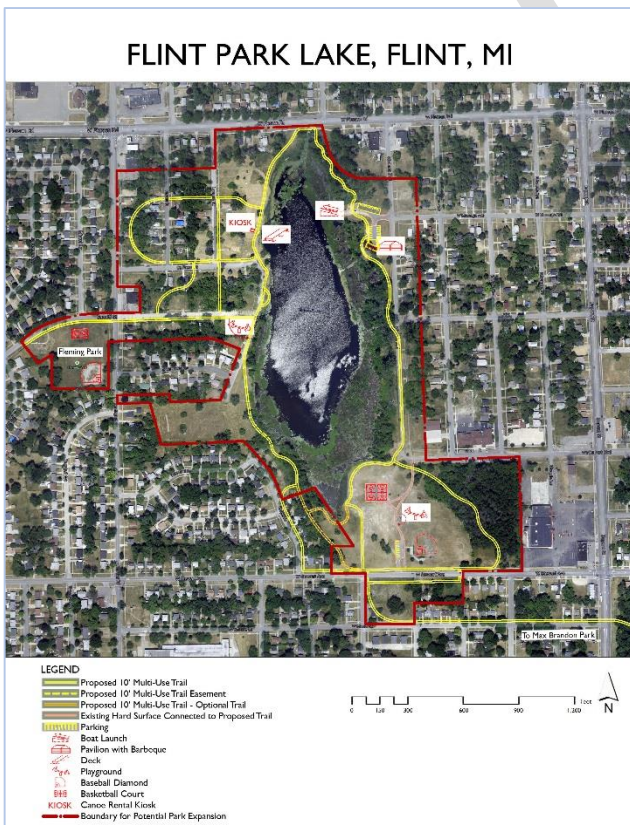 FLINT PARK LAKE, FLINT, MI
KIOSK
Fleming Park
To Max Brandon Park
LEGEND
Proposed 10' Multi-Use Trail
Proposed 10' Multi-Use Trail Easement
Proposed 10' Multi-Use Trail - Optional Trail
Existing Hard Surface Connected to Proposed Trail
Parking
Boat Launch
Pavilion with Barbeque
Deck
Playground
Baseball Diamond
Basketball Court
KIOSK Canoe Rental Kiosk
Boundary for Potential Park Expansion
0 150 300 600 900 1,200 Feet
N